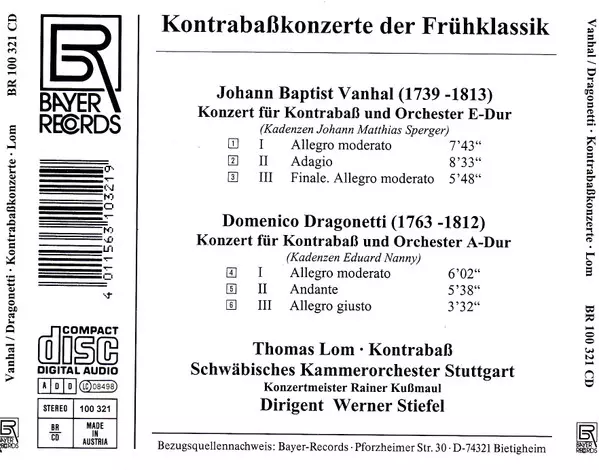 Kontrabaßkonzerte der Frühklassik
Johann Baptist Vanhal (1739 -1813)
Konzert für Kontrabaß und Orchester E-Dur
(Kadenzen Johann Matthias Sperger)
1 I Allegro moderato 7'43“
2 II Adagio 8'33“
3 III Finale. Allegro moderato 5'48“
Domenico Dragonetti (1763 -1812)
Konzert für Kontrabaß und Orchester A-Dur
(Kadenzen Eduard Nanny)
4 I Allegro moderato 6'02“
5 II Andante 5'38“
6 III Allegro giusto 3'32“
Thomas Lom · Kontrabaß
Schwäbisches Kammerorchester Stuttgart
Konzertmeister Rainer Kußmaul
Dirigent Werner Stiefel
Bezugsquellennachweis: Bayer-Records · Pforzheimer Str. 30 · D-74321 Bietigheim
BR
BAYER
RECORDS
4 011563 103219
COMPACT
disc
DIGITAL AUDIO
A D D LC 08498
STEREO 100 321
BR
CD
MADE
IN
AUSTRIA
Vanhal / Dragonetti · Kontrabaßkonzerte · Lom BR 100 321 CD
BAYER
RECORDS
Vanhal / Dragonetti · Kontrabaßkonzerte · Lom BR 100 321 CD
BAYER
RECORDS